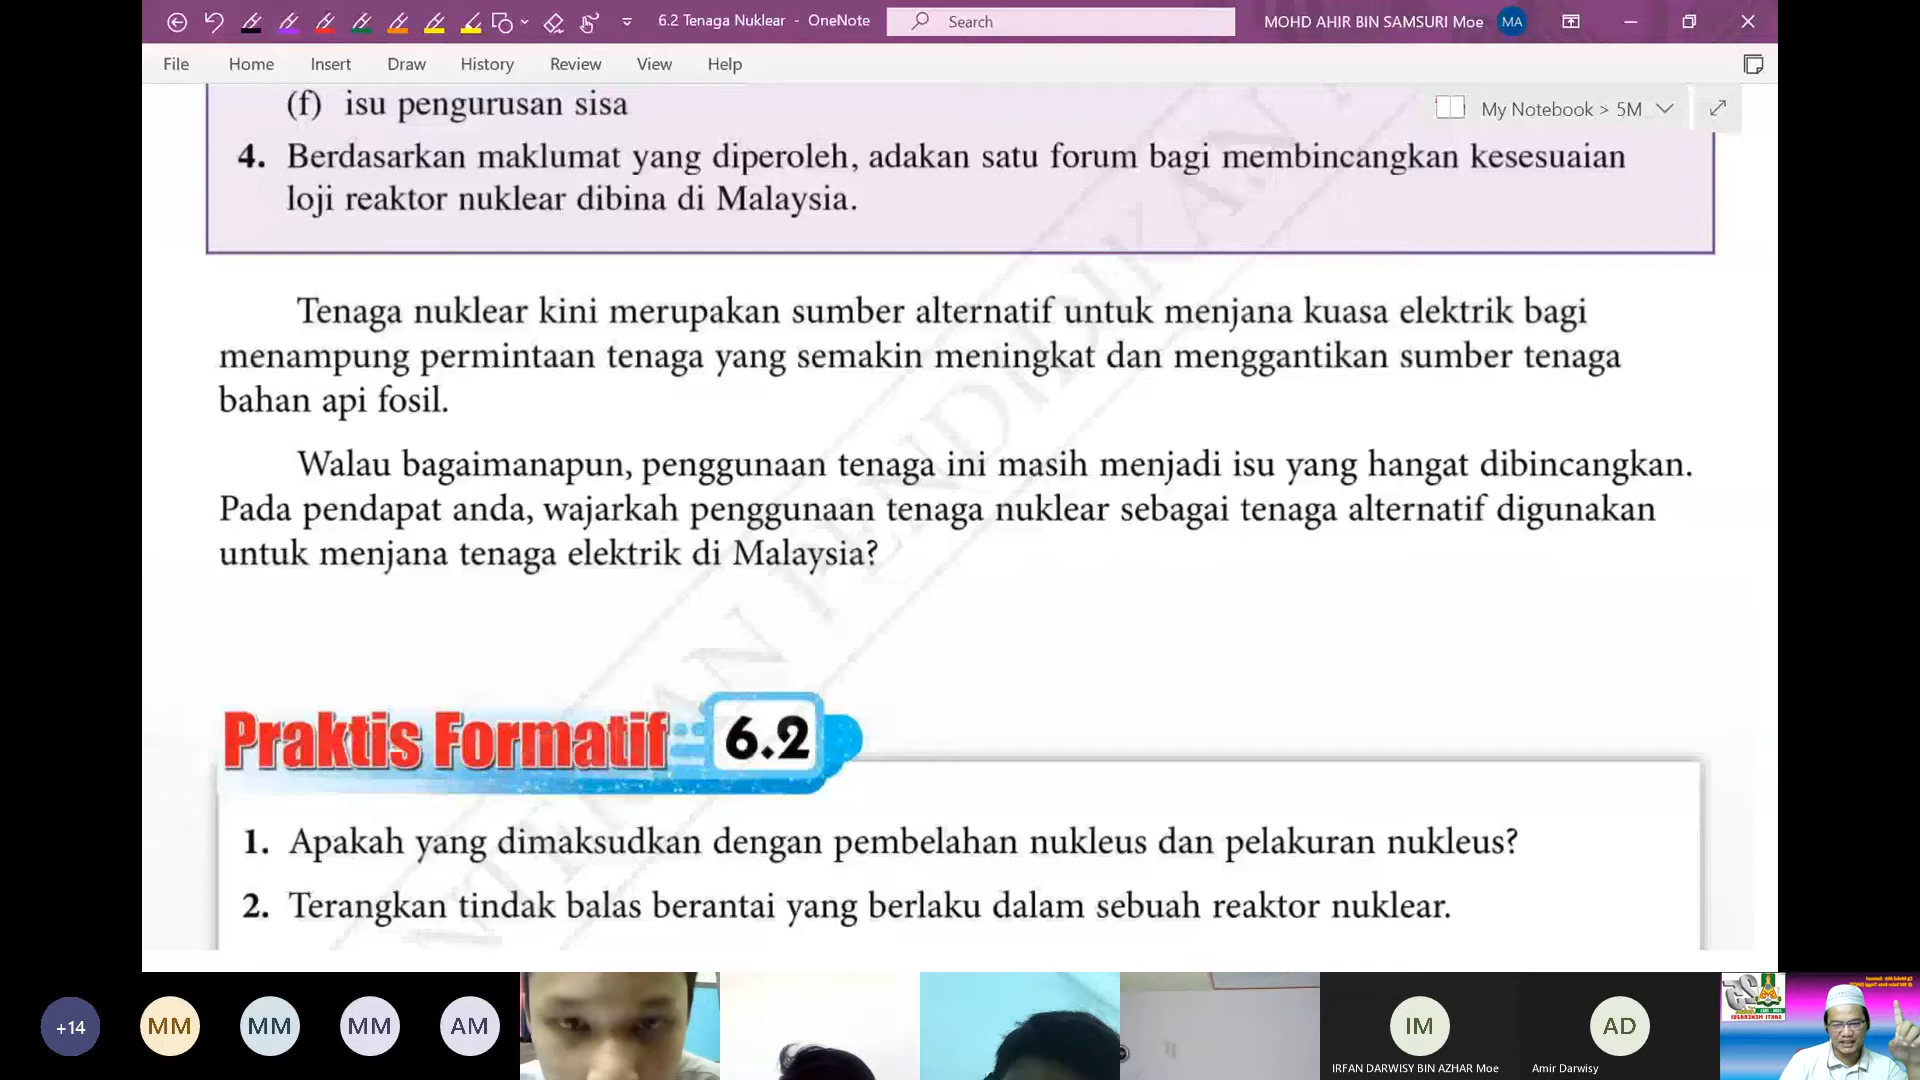 6.2 Tenaga Nuklear - OneNote
Search
MOHD AHIR BIN SAMSURI Moe
MA
File Home Insert Draw History Review View Help
(f) isu pengurusan sisa
My Notebook > 5M
4. Berdasarkan maklumat yang diperoleh, adakan satu forum bagi membincangkan kesesuaian
loji reaktor nuklear dibina di Malaysia.
Tenaga nuklear kini merupakan sumber alternatif untuk menjana kuasa elektrik bagi
menampung permintaan tenaga yang semakin meningkat dan menggantikan sumber tenaga
bahan api fosil.
Walau bagaimanapun, penggunaan tenaga ini masih menjadi isu yang hangat dibincangkan.
Pada pendapat anda, wajarkah penggunaan tenaga nuklear sebagai tenaga alternatif digunakan
untuk menjana tenaga elektrik di Malaysia?
Praktis Formatif 6.2
1. Apakah yang dimaksudkan dengan pembelahan nukleus dan pelakuran nukleus?
2. Terangkan tindak balas berantai yang berlaku dalam sebuah reaktor nuklear.
+14
MM
MM
MM
AM
IM
IRFAN DARWISY BIN AZHAR Moe
AD
Amir Darwisy